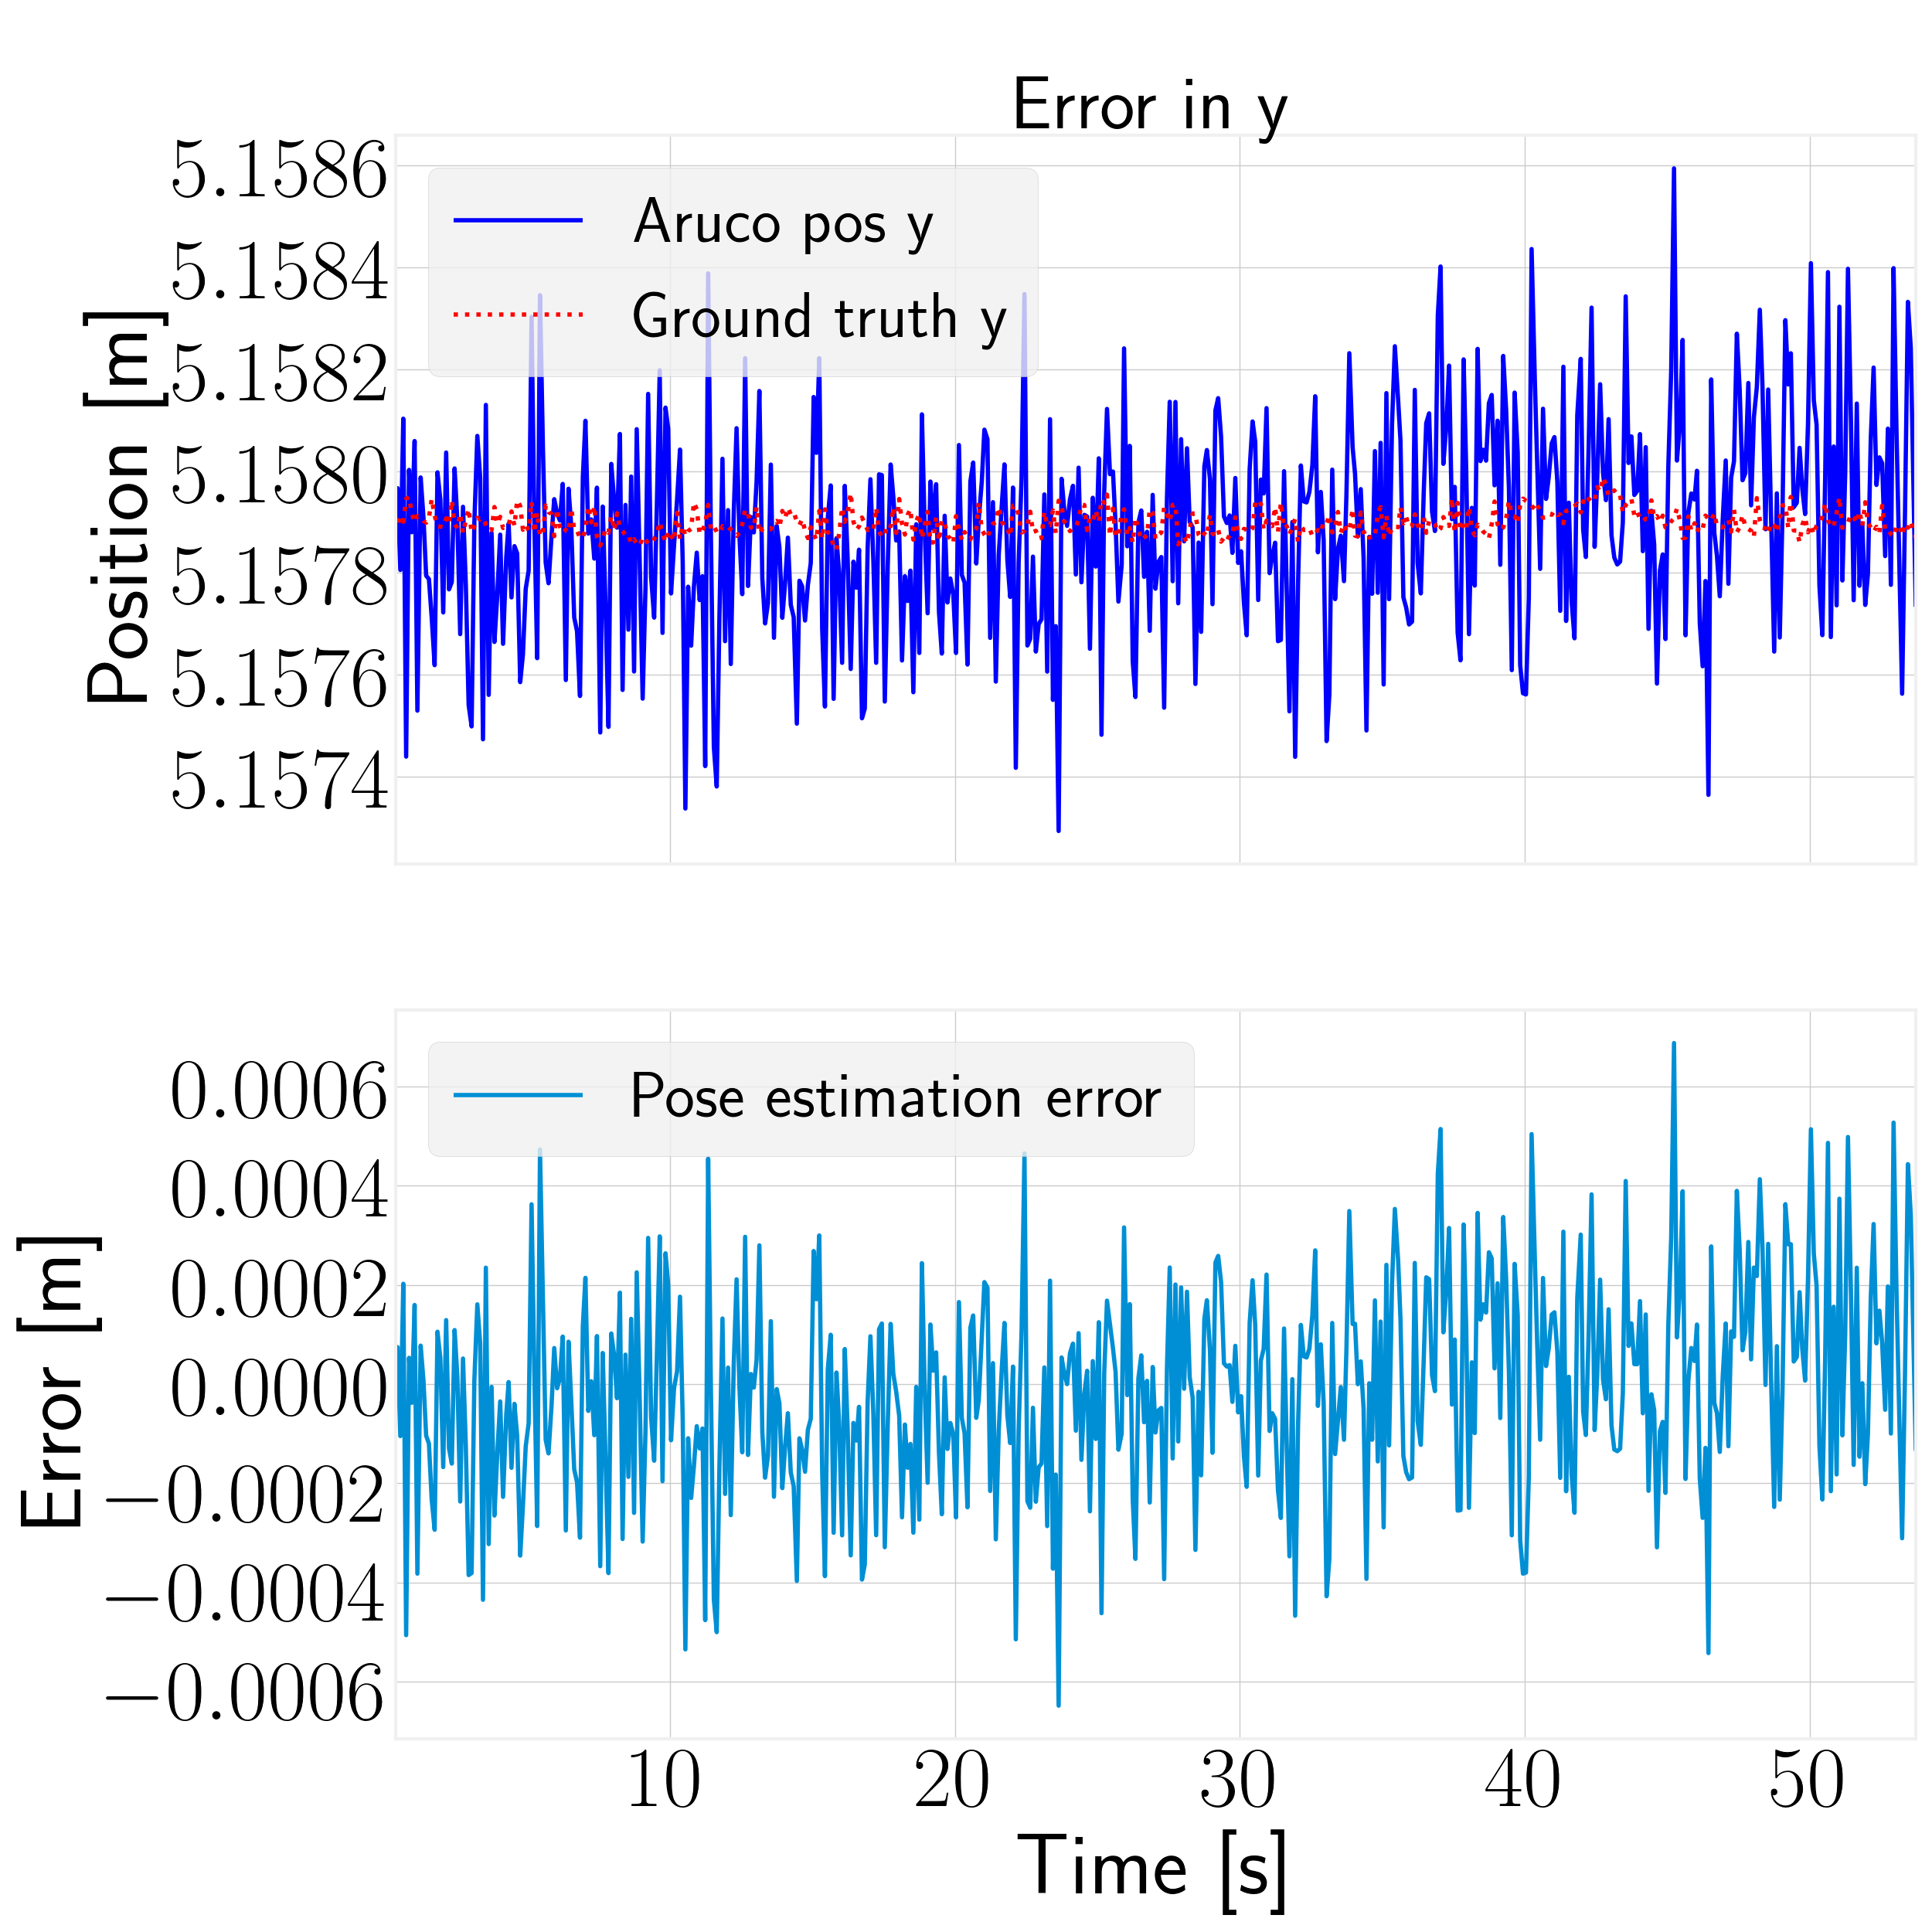 Error in y
Position [m]
5.1586
5.1584
5.1582
5.1580
5.1578
5.1576
5.1574
Aruco pos y
Ground truth y
Error [m]
0.0006
0.0004
0.0002
0.0000
−0.0002
−0.0004
−0.0006
Pose estimation error
10 20 30 40 50
Time [s]